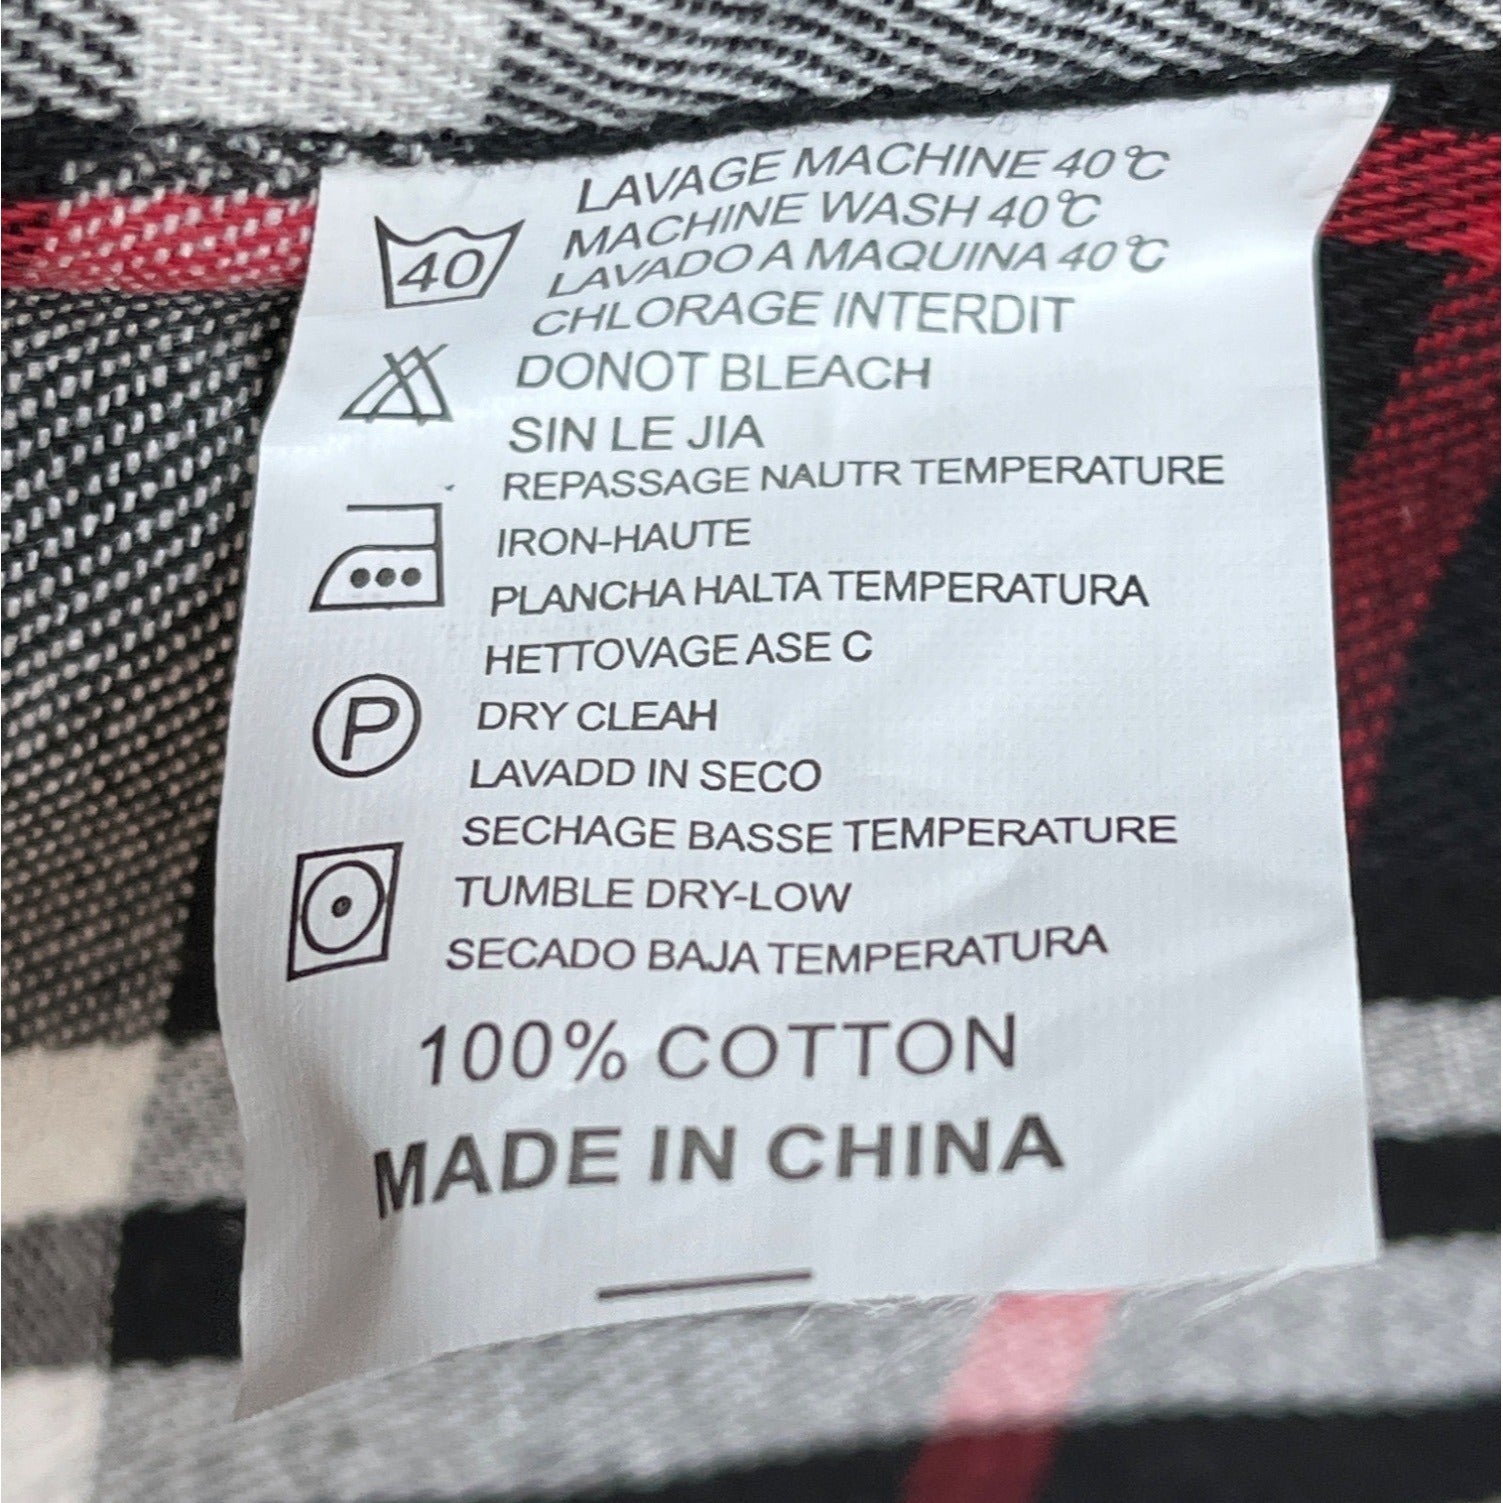 LAVAGE MACHINE 40℃
MACHINE WASH 40℃
40
LAVADO A MAQUINA 40℃
CHLORAGE INTERDIT
DONOT BLEACH
SIN LE JIA
REPASSAGE NAUTR TEMPERATURE
IRON-HAUTE
PLANCHA HALTA TEMPERATURA
HETTOVAGE ASE C
P
DRY CLEAH
LAVADD IN SECO
SECHAGE BASSE TEMPERATURE
TUMBLE DRY-LOW
SECADO BAJA TEMPERATURA
100% COTTON
MADE IN CHINA